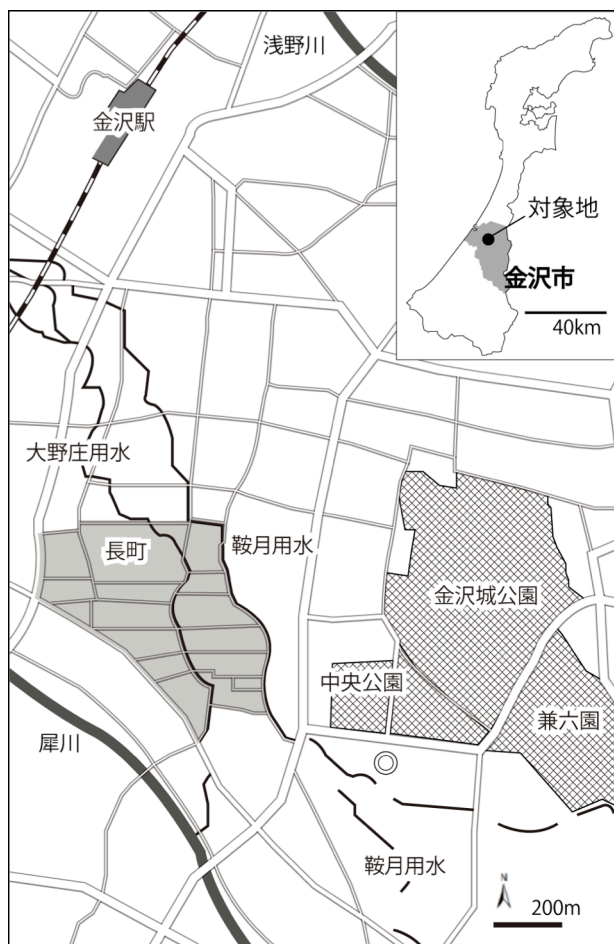 浅野川
金沢駅
対象地
金沢市
40km
大野庄用水
長町
鞍月用水
金沢城公園
中央公園
兼六園
犀川
鞍月用水
N
200m